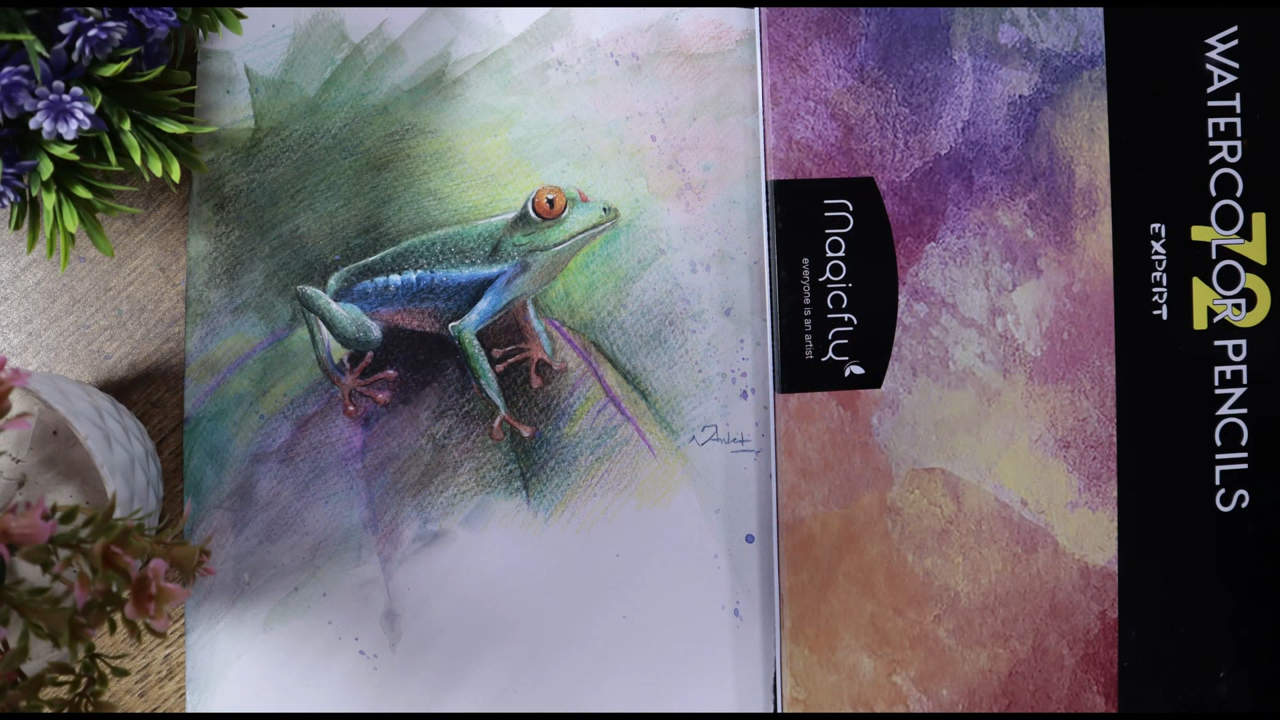 WATERCOLOR PENCILS
72
EXPERT
Magicfly
everyone is an artist